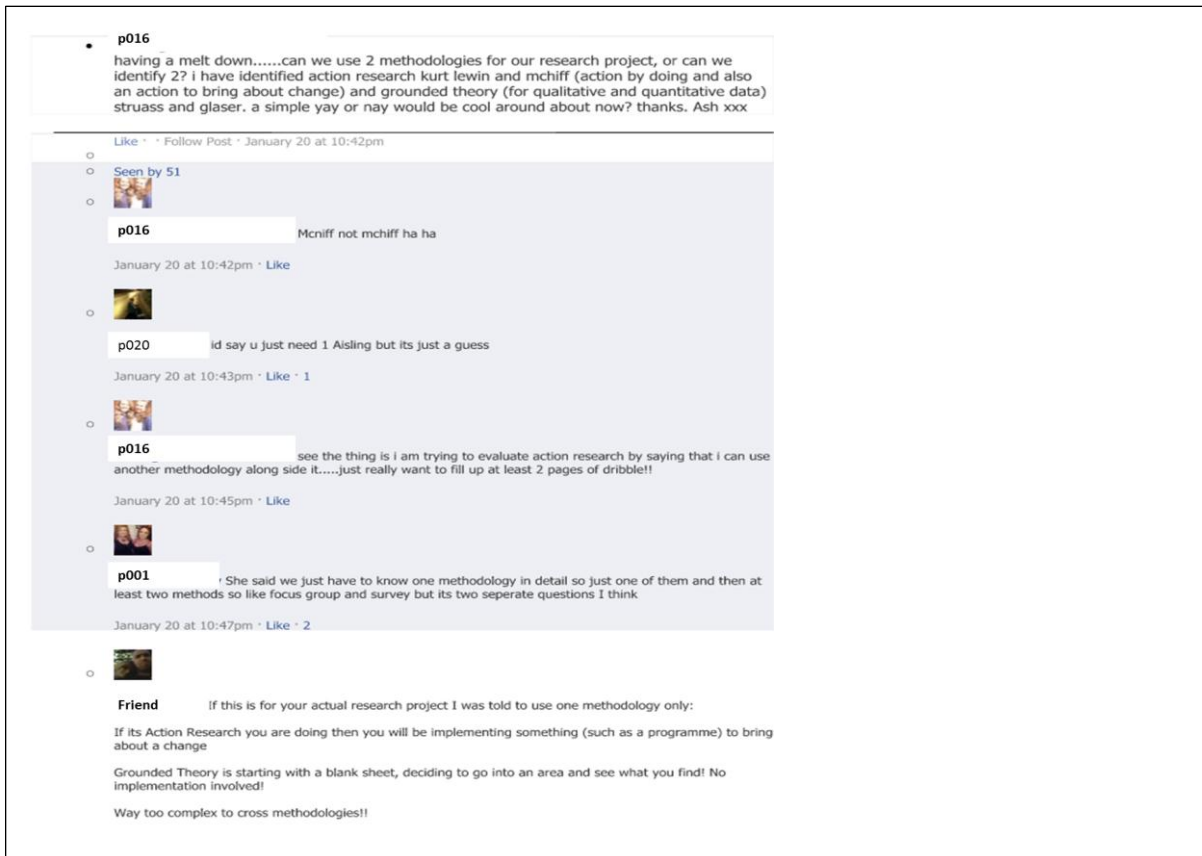 p016
having a melt down......can we use 2 methodologies for our research project, or can we
identify 2? i have identified action research kurt lewin and mchiff (action by doing and also
an action to bring about change) and grounded theory (for qualitative and quantitative data)
struass and glaser. a simple yay or nay would be cool around about now? thanks. Ash xxx
Like · · Follow Post · January 20 at 10:42pm
Seen by 51
p016 Mcniff not mchiff ha ha
January 20 at 10:42pm · Like
p020 id say u just need 1 Aisling but its just a guess
January 20 at 10:43pm · Like · 1
p016 see the thing is i am trying to evaluate action research by saying that i can use
another methodology along side it.....just really want to fill up at least 2 pages of dribble!!
January 20 at 10:45pm · Like
p001 She said we just have to know one methodology in detail so just one of them and then at
least two methods so like focus group and survey but its two seperate questions I think
January 20 at 10:47pm · Like · 2
Friend If this is for your actual research project I was told to use one methodology only:
If its Action Research you are doing then you will be implementing something (such as a programme) to bring
about a change
Grounded Theory is starting with a blank sheet, deciding to go into an area and see what you find! No
implementation involved!
Way too complex to cross methodologies!!